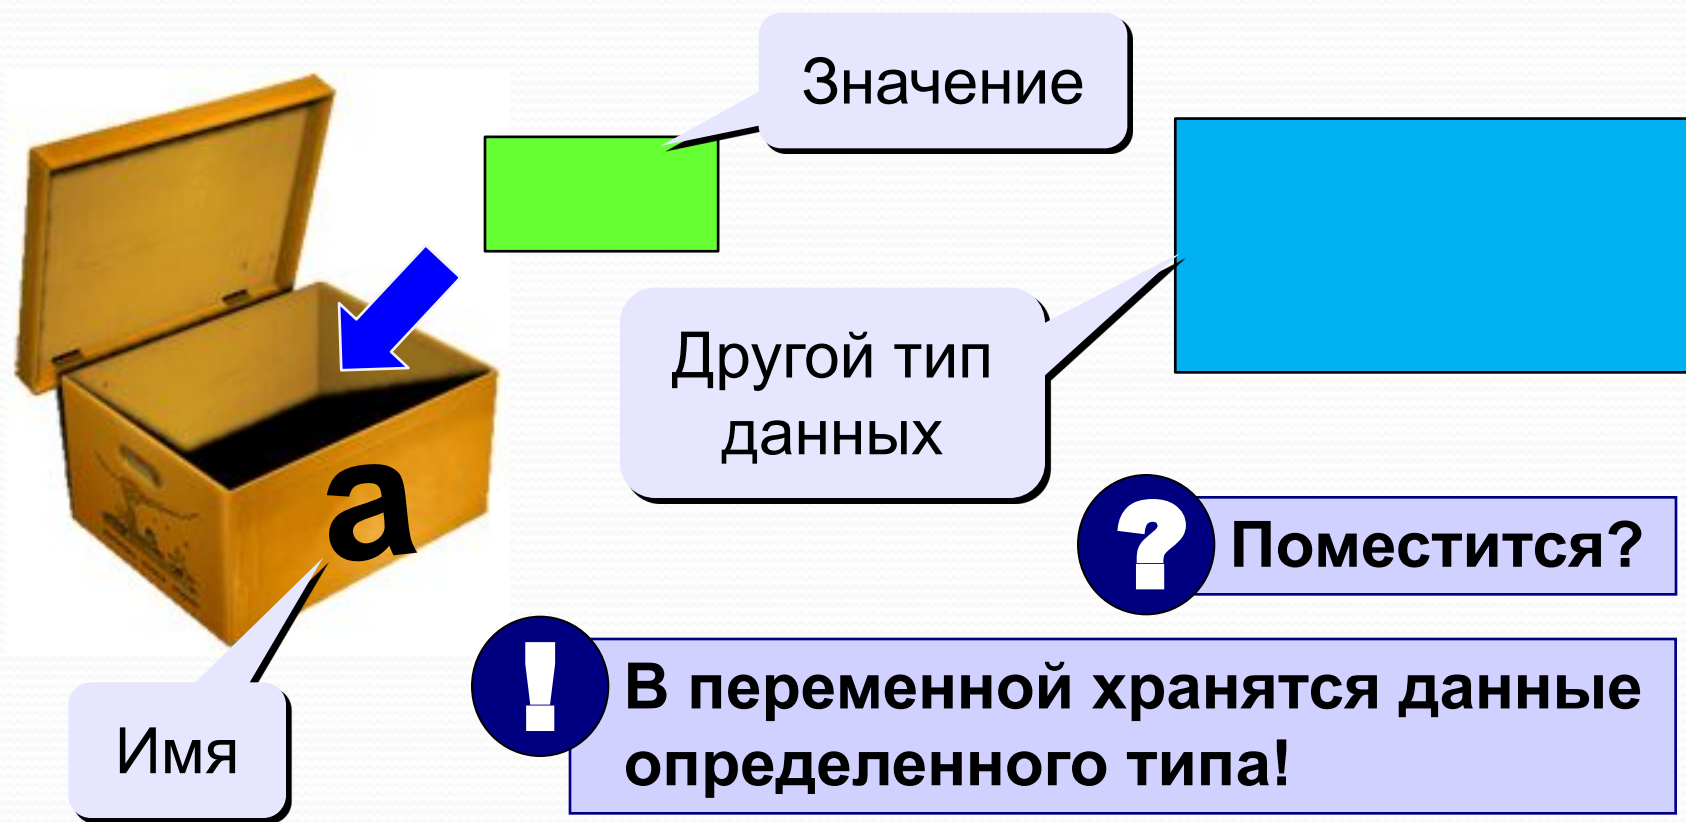 Значение
Другой тип
данных
а
?
Поместится?
!
В переменной хранятся данные
определенного типа!
Имя